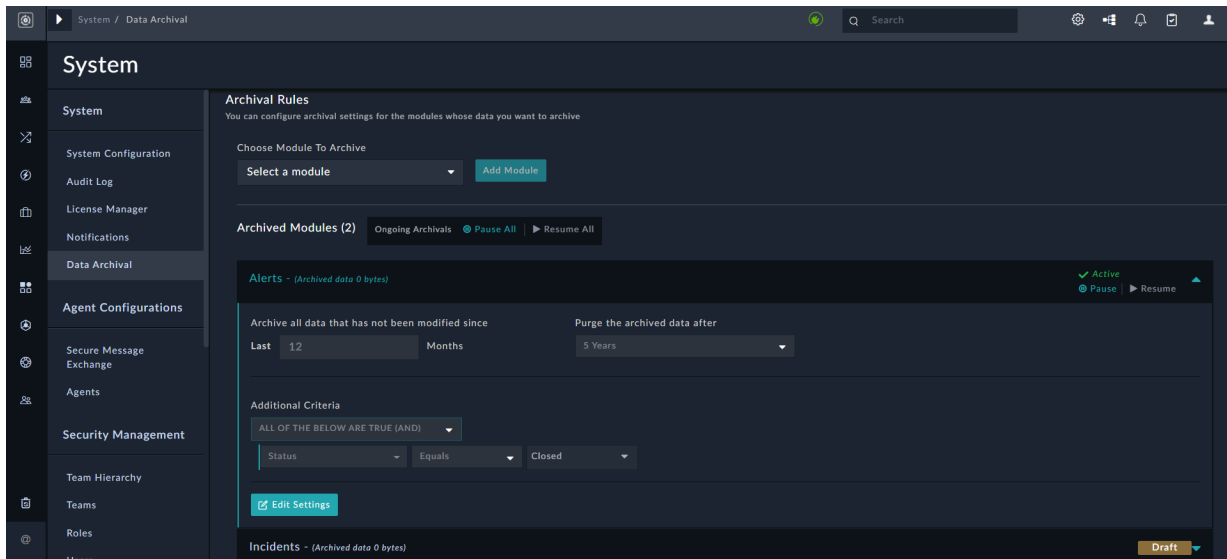 System / Data Archival
Search
System
System
System Configuration
Audit Log
License Manager
Notifications
Data Archival
Agent Configurations
Secure Message
Exchange
Agents
Security Management
Team Hierarchy
Teams
Roles
Archival Rules
You can configure archival settings for the modules whose data you want to archive
Choose Module To Archive
Select a module
Add Module
Archived Modules (2) Ongoing Archivals Pause All Resume All
Alerts - (Archived data 0 bytes)
Active
Pause Resume
Archive all data that has not been modified since Purge the archived data after
Last 12 Months 5 Years
Additional Criteria
ALL OF THE BELOW ARE TRUE (AND)
Status Equals Closed
Edit Settings
Incidents - (Archived data 0 bytes) Draft